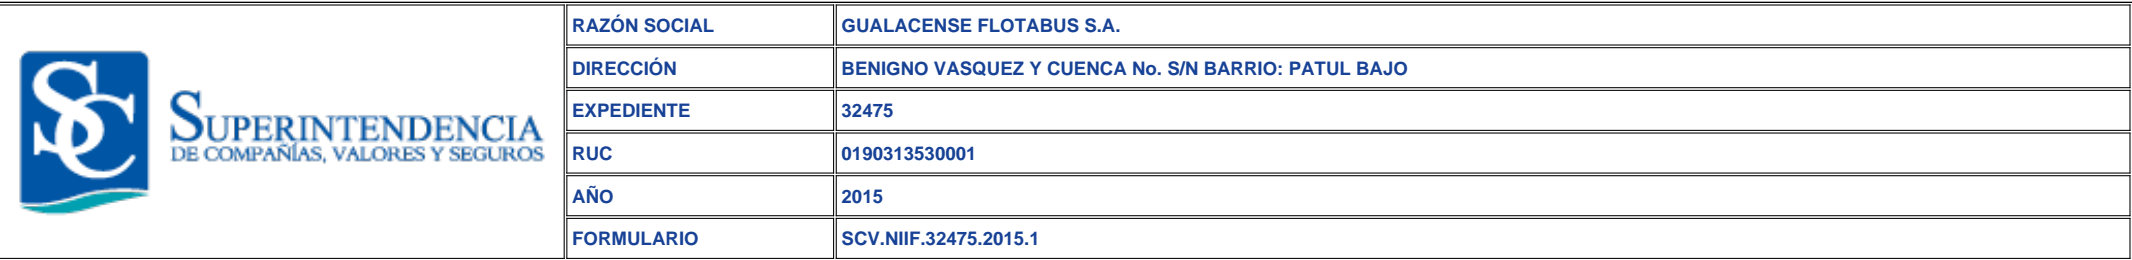 SC
SUPERINTENDENCIA
DE COMPAÑÍAS, VALORES Y SEGUROS
RAZÓN SOCIAL GUALACENSE FLOTABUS S.A.
DIRECCIÓN BENIGNO VASQUEZ Y CUENCA No. S/N BARRIO: PATUL BAJO
EXPEDIENTE 32475
RUC 0190313530001
AÑO 2015
FORMULARIO SCV.NIIF.32475.2015.1